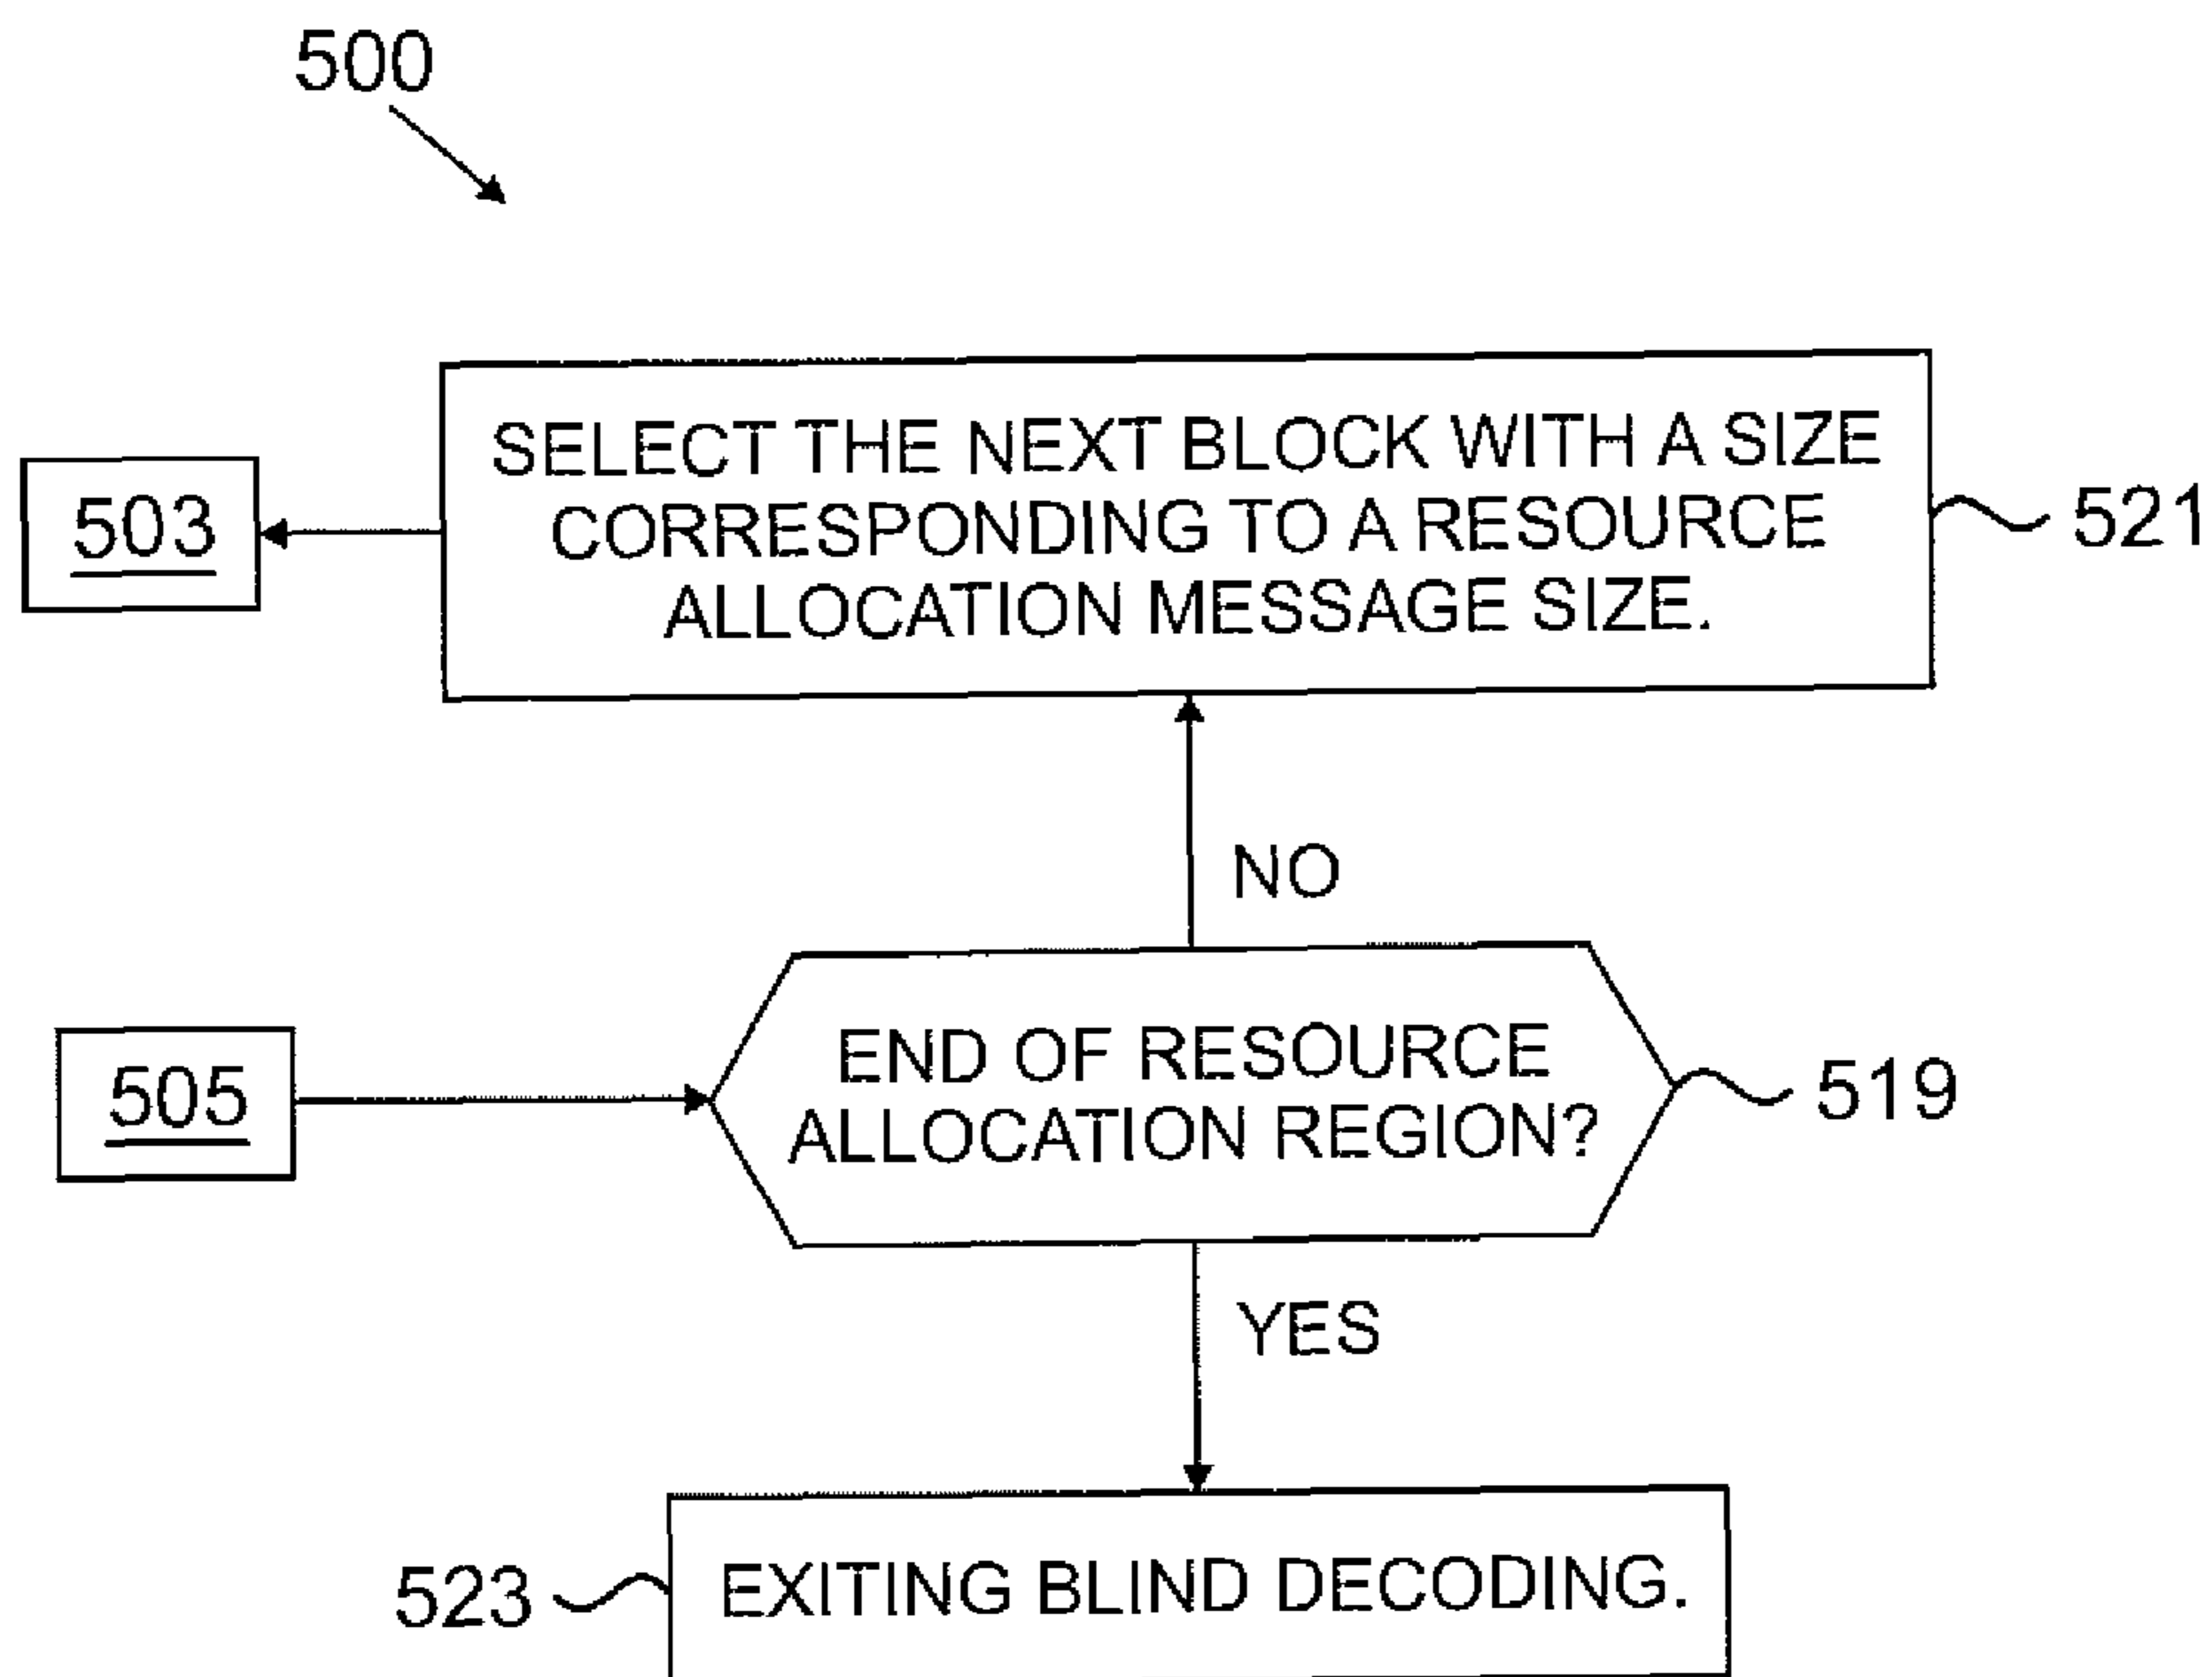 500
SELECT THE NEXT BLOCK WITH A SIZE
CORRESPONDING TO A RESOURCE
ALLOCATION MESSAGE SIZE.
503
521
NO
END OF RESOURCE
ALLOCATION REGION?
505
519
YES
EXITING BLIND DECODING.
523